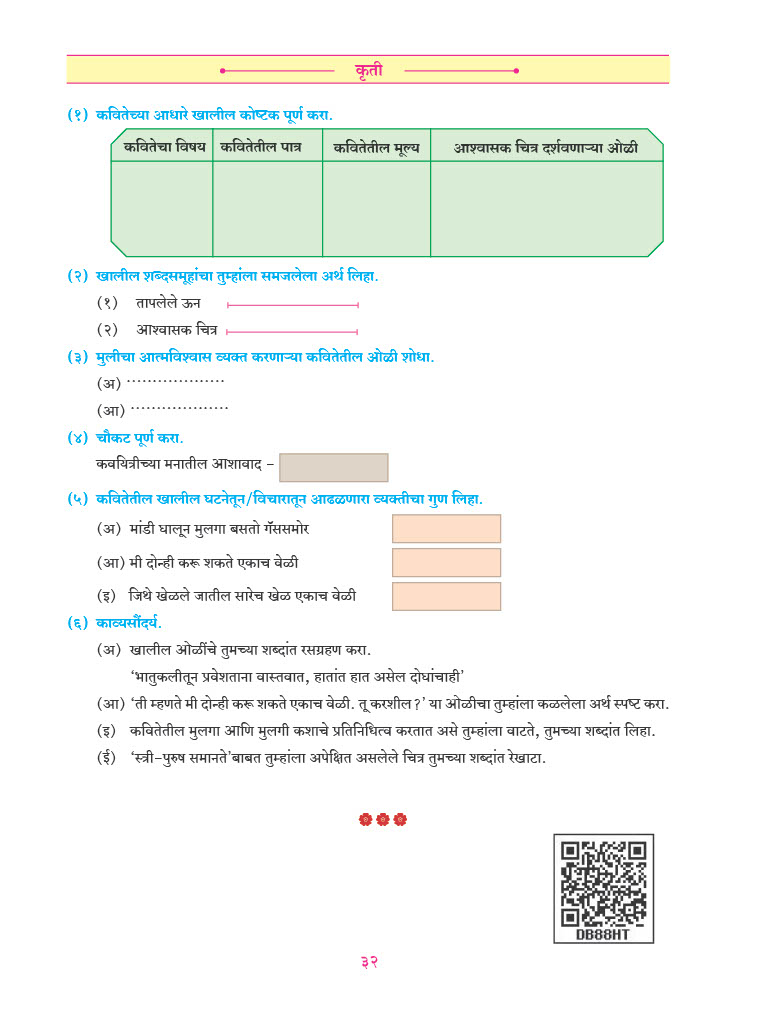 कृती
(१) कवितेच्या आधारे खालील कोष्टक पूर्ण करा.
कवितेचा विषय कवितेतील पात्र कवितेतील मूल्य आश्वासक चित्र दर्शवणाऱ्या ओळी
(२) खालील शब्दसमूहांचा तुम्हांला समजलेला अर्थ लिहा.
(१) तापलेले ऊन
(२) आश्वासक चित्र
(३) मुलीचा आत्मविश्वास व्यक्त करणाऱ्या कवितेतील ओळी शोधा.
(अ) ...................
(आ) ...................
(४) चौकट पूर्ण करा.
कवयित्रीच्या मनातील आशावाद –
(५) कवितेतील खालील घटनेतून/विचारातून आढळणारा व्यक्तीचा गुण लिहा.
(अ) मांडी घालून मुलगा बसतो गॅससमोर
(आ) मी दोन्ही करू शकते एकाच वेळी
(इ) जिथे खेळले जातील सारेच खेळ एकाच वेळी
(६) काव्यसौंदर्य.
(अ) खालील ओळींचे तुमच्या शब्दांत रसग्रहण करा.
‘भातुकलीतून प्रवेशताना वास्तवात, हातांत हात असेल दोघांचाही’
(आ) ‘ती म्हणते मी दोन्ही करू शकते एकाच वेळी. तू करशील?’ या ओळीचा तुम्हांला कळलेला अर्थ स्पष्ट करा.
(इ) कवितेतील मुलगा आणि मुलगी कशाचे प्रतिनिधित्व करतात असे तुम्हांला वाटते, तुमच्या शब्दांत लिहा.
(ई) ‘स्त्री–पुरुष समानते’बाबत तुम्हांला अपेक्षित असलेले चित्र तुमच्या शब्दांत रेखाटा.
DB88HT
३२